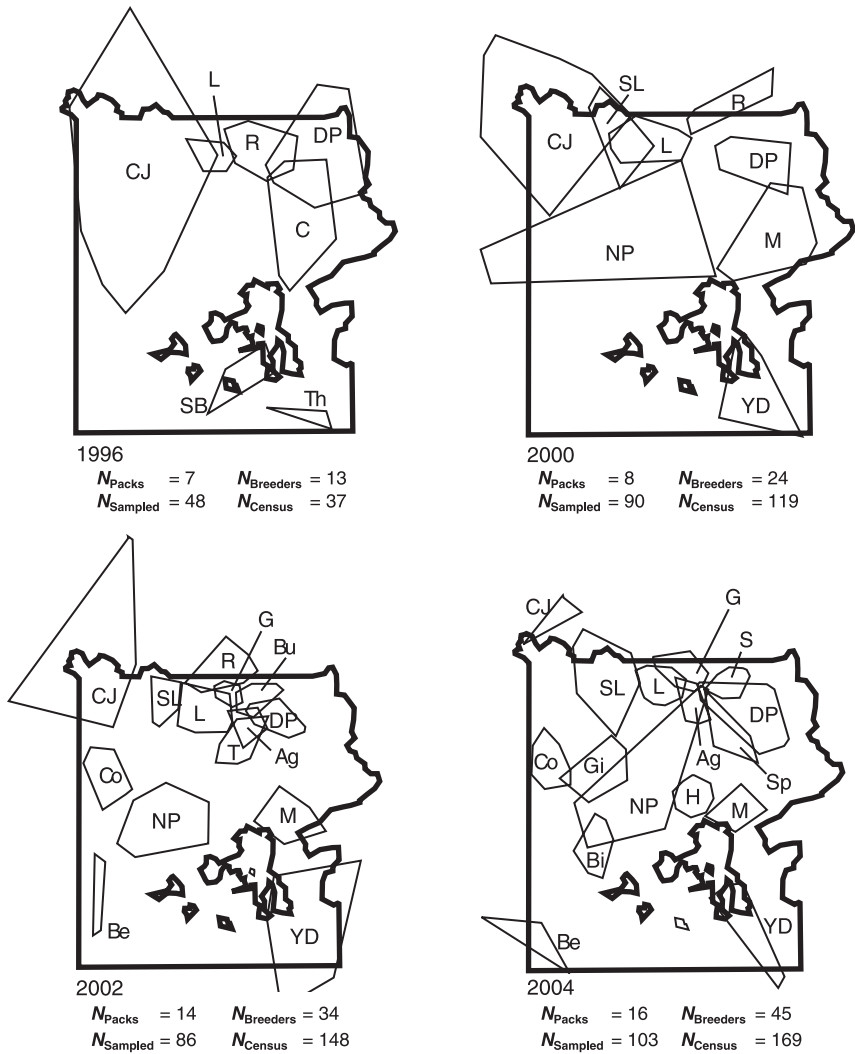 L
R
DP
CJ
C
SB
Th
1996
NPacks = 7 NBreeders = 13
NSampled = 48 NCensus = 37
SL
R
CJ
L
DP
NP
M
YD
2000
NPacks = 8 NBreeders = 24
NSampled = 90 NCensus = 119
G
Bu
R
CJ
SL
L
DP
T
Ag
Co
NP
M
Be
YD
2002
NPacks = 14 NBreeders = 34
NSampled = 86 NCensus = 148
G
CJ
S
SL
L
DP
Ag
Co
Gi
Sp
NP
H
M
Bi
YD
Be
2004
NPacks = 16 NBreeders = 45
NSampled = 103 NCensus = 169